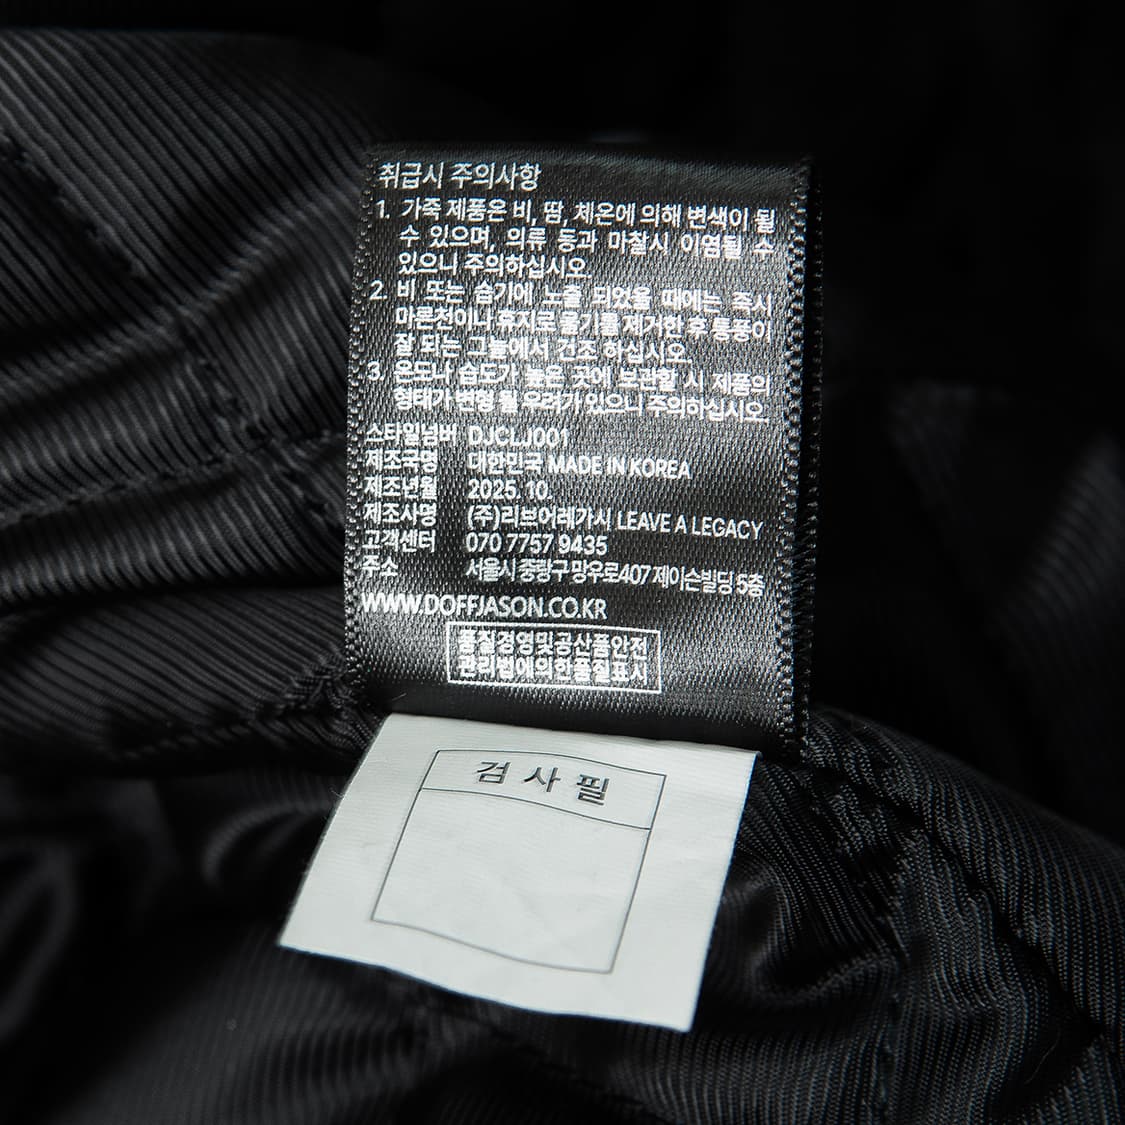 취급시 주의사항
1. 가죽 제품은 비, 땀, 체온에 의해 변색이 될
수 있으며, 의류 등과 마찰시 이염될 수
있으니 주의하십시오.
2. 비 또는 습기에 노출 되었을 때에는 즉시
마른천이나 휴지로 물기를 제거한 후 통풍이
잘 되는 그늘에서 건조 하십시오.
3. 온도나 습도가 높은 곳에 보관할 시 제품의
형태가 변형 될 우려가 있으니 주의하십시오.
스타일넘버 DJCLJ001
제조국명 대한민국 MADE IN KOREA
제조년월 2025. 10.
제조사명 (주)리브어레가시 LEAVE A LEGACY
고객센터 070 7757 9435
주소 서울시 중랑구 망우로407 제이슨빌딩 5층
WWW.DOFFJASON.CO.KR
품질경영및공산품안전
관리법에의한품질표시
검사필